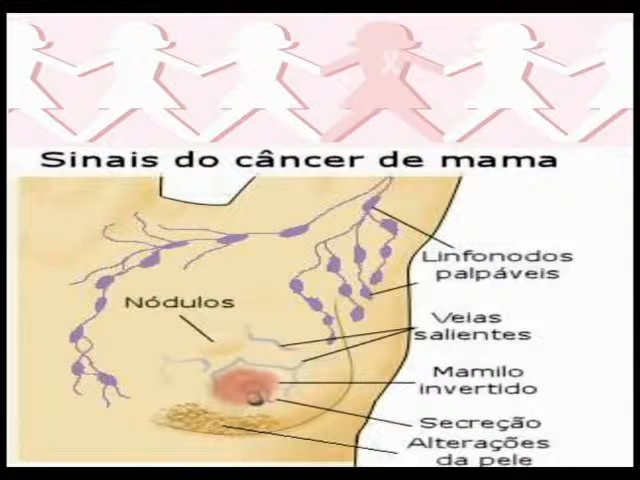 Sinais do câncer de mama
Linfonodos
palpáveis
Nódulos
Veias
salientes
Mamilo
invertido
Secreção
Alterações
da pele